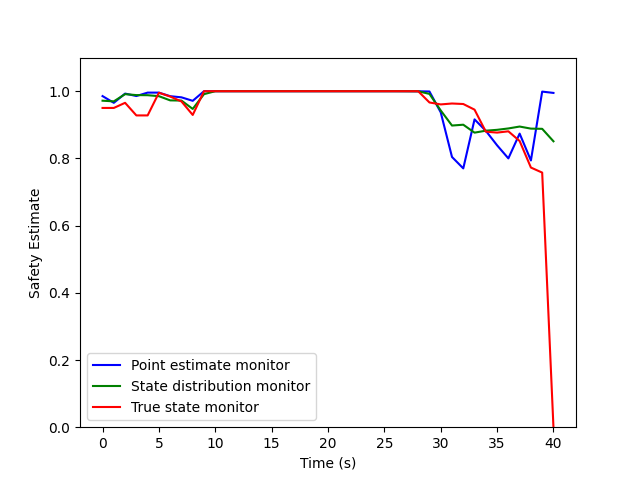 1.0
0.8
0.6
0.4
0.2
0.0
Safety Estimate
Point estimate monitor
State distribution monitor
True state monitor
0 5 10 15 20 25 30 35 40
Time (s)